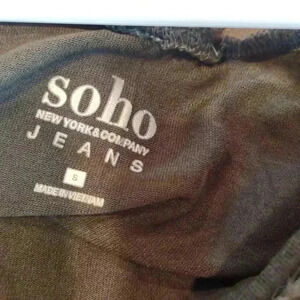 soho
NEW YORK & COMPANY
JEANS
S
MADE IN VIETNAM